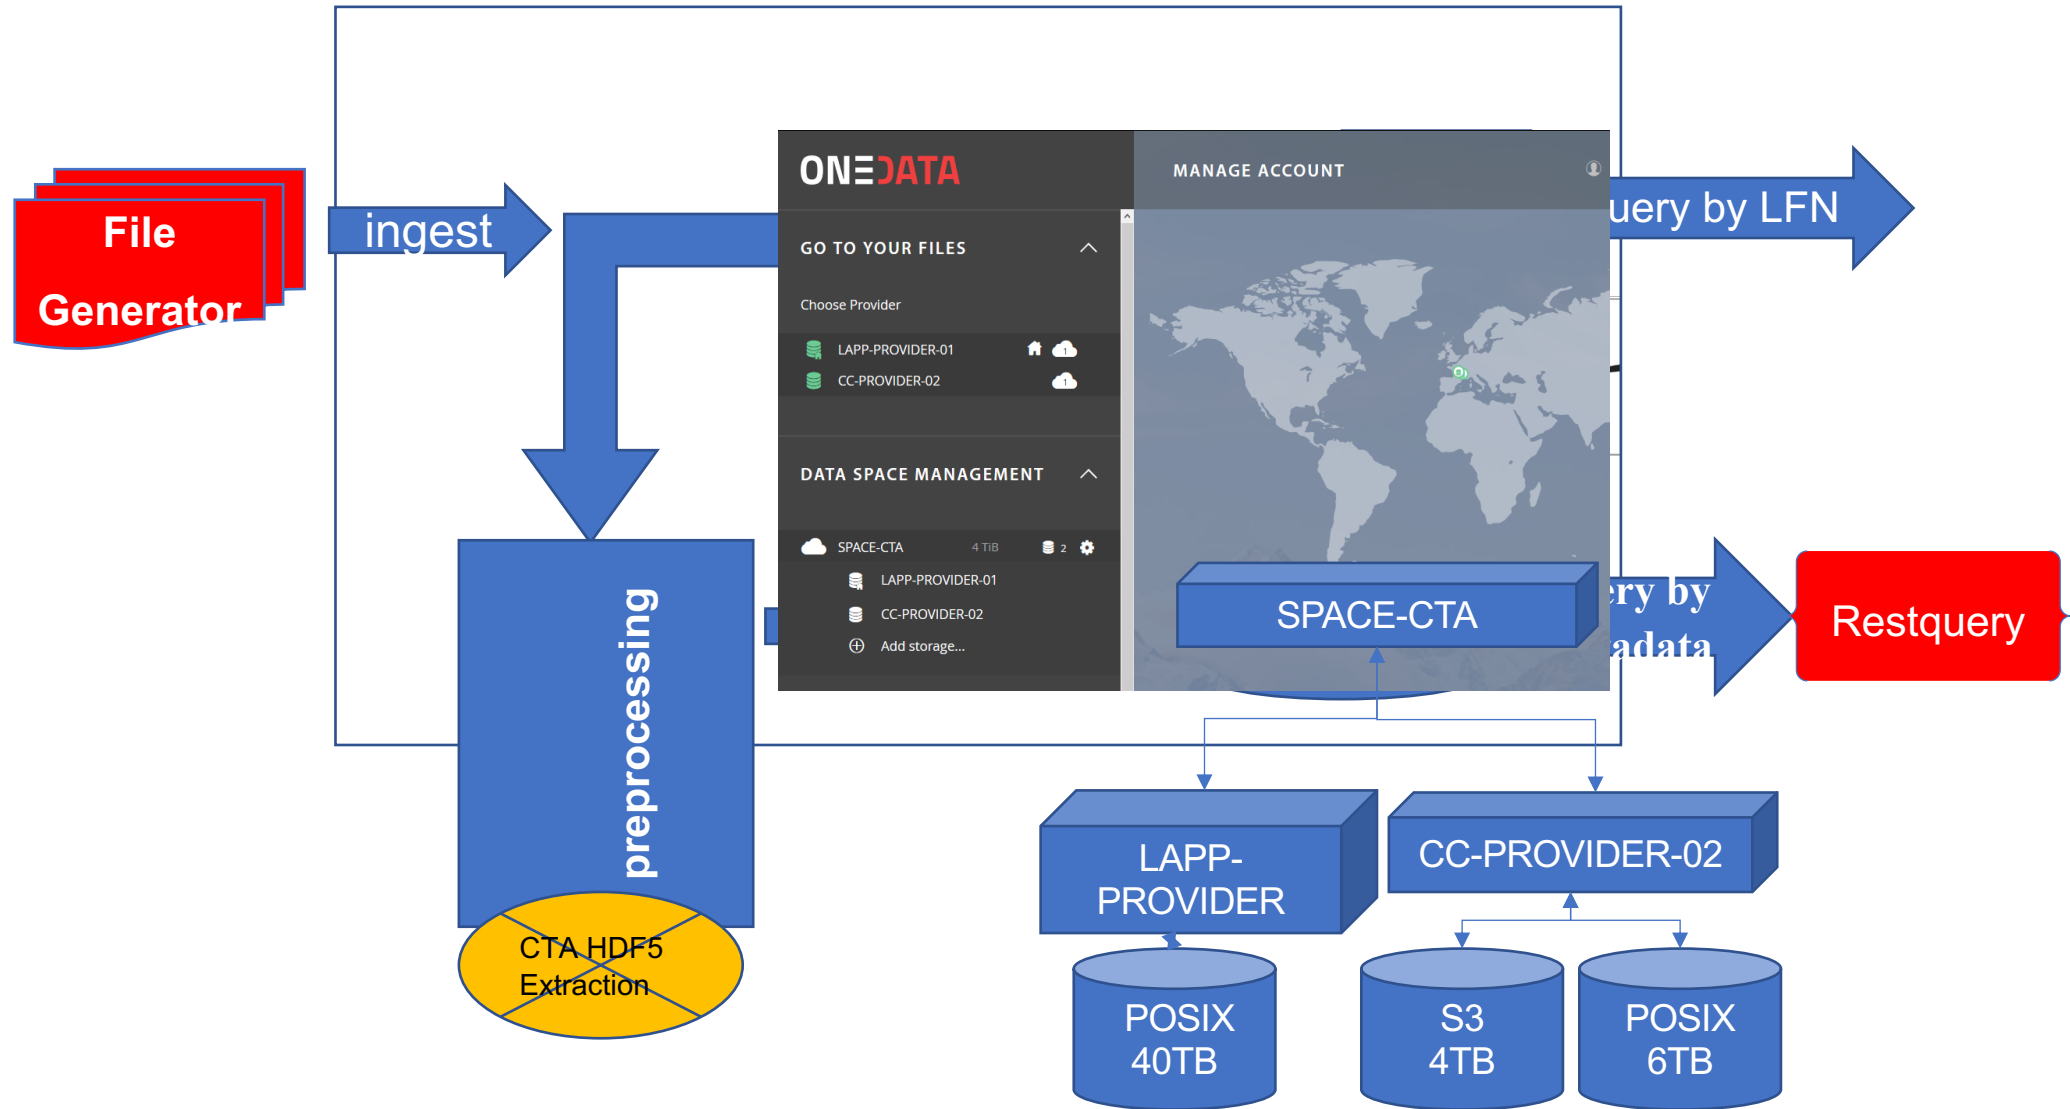 File
Generator
ingest
ONEDATA
GO TO YOUR FILES
Choose Provider
LAPP-PROVIDER-01
1
CC-PROVIDER-02
1
DATA SPACE MANAGEMENT
SPACE-CTA 4 TiB 2
LAPP-PROVIDER-01
CC-PROVIDER-02
Add storage...
MANAGE ACCOUNT
uery by LFN
SPACE-CTA
ery by
adata
Restquery
preprocessing
CTA HDF5
Extraction
LAPP-
PROVIDER
CC-PROVIDER-02
POSIX
40TB
S3
4TB
POSIX
6TB